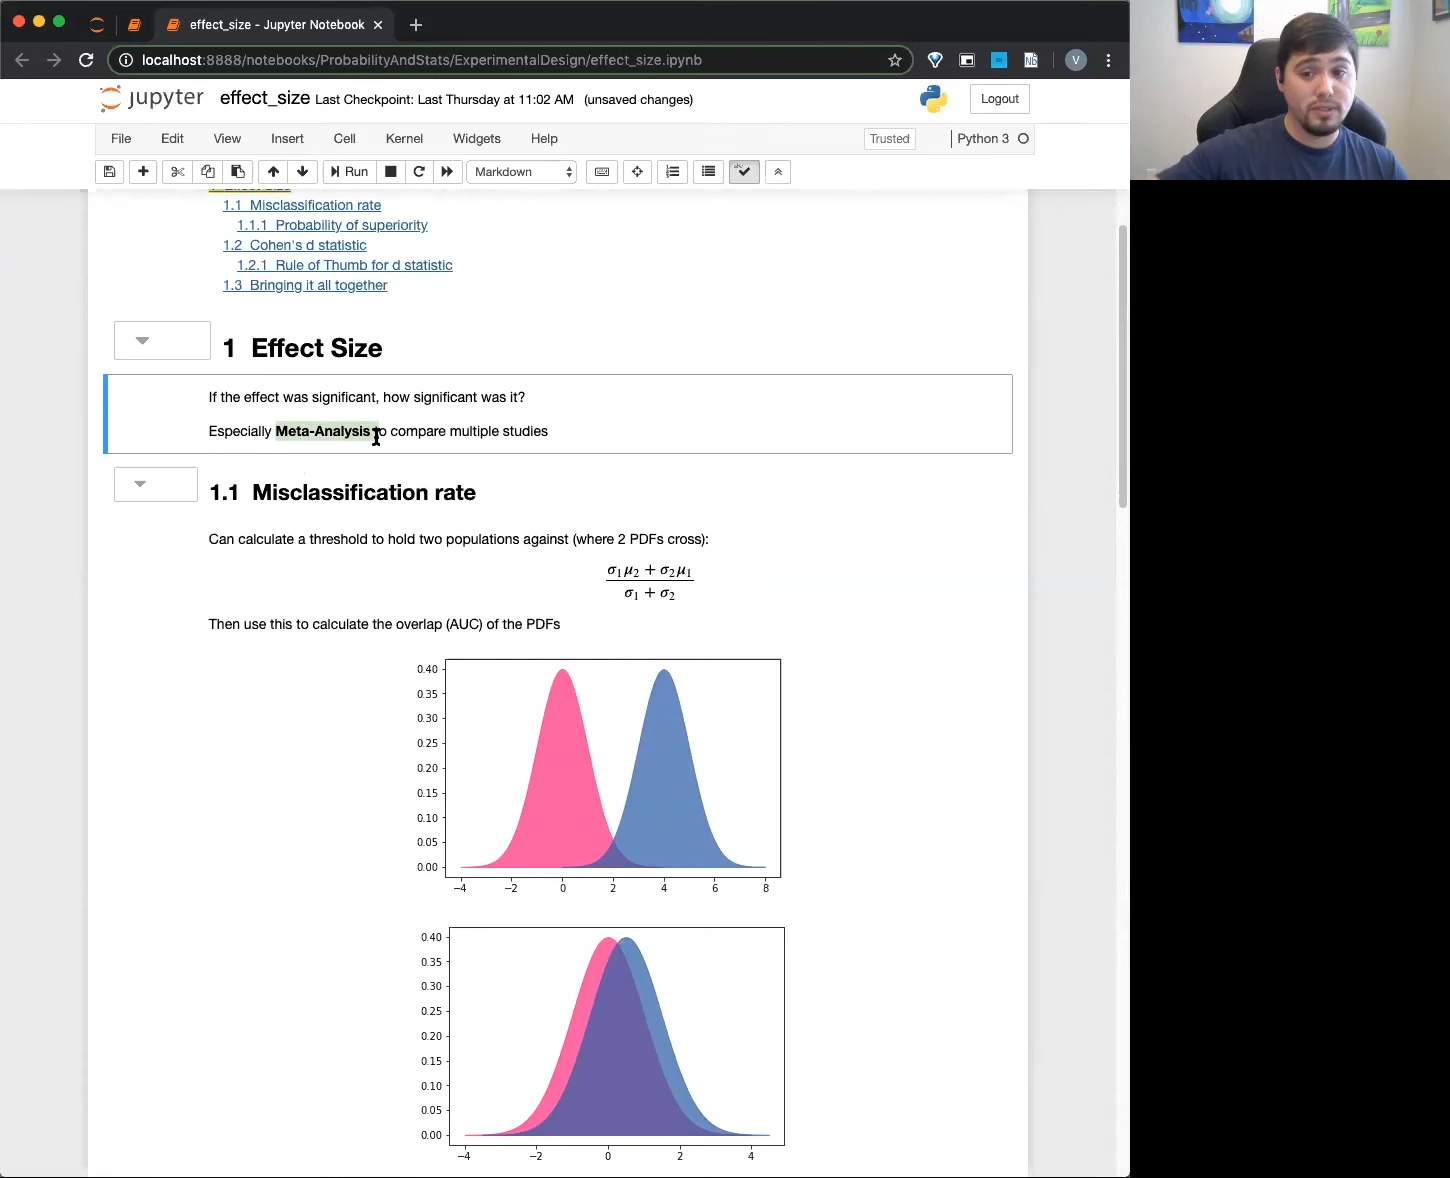 effect_size - Jupyter Notebook
localhost:8888/notebooks/ProbabilityAndStats/ExperimentalDesign/effect_size.ipynb
V
jupyter effect_size Last Checkpoint: Last Thursday at 11:02 AM (unsaved changes)
Logout
File Edit View Insert Cell Kernel Widgets Help
Trusted
Python 3
Run
Markdown
1.1 Misclassification rate
1.1.1 Probability of superiority
1.2 Cohen's d statistic
1.2.1 Rule of Thumb for d statistic
1.3 Bringing it all together
1 Effect Size
If the effect was significant, how significant was it?
Especially Meta-Analysis to compare multiple studies
1.1 Misclassification rate
Can calculate a threshold to hold two populations against (where 2 PDFs cross):
σ₁μ₂ + σ₂μ₁
σ₁ + σ₂
Then use this to calculate the overlap (AUC) of the PDFs
0.40
0.35
0.30
0.25
0.20
0.15
0.10
0.05
0.00
−4 −2 0 2 4 6 8
0.40
0.35
0.30
0.25
0.20
0.15
0.10
0.05
0.00
−4 −2 0 2 4